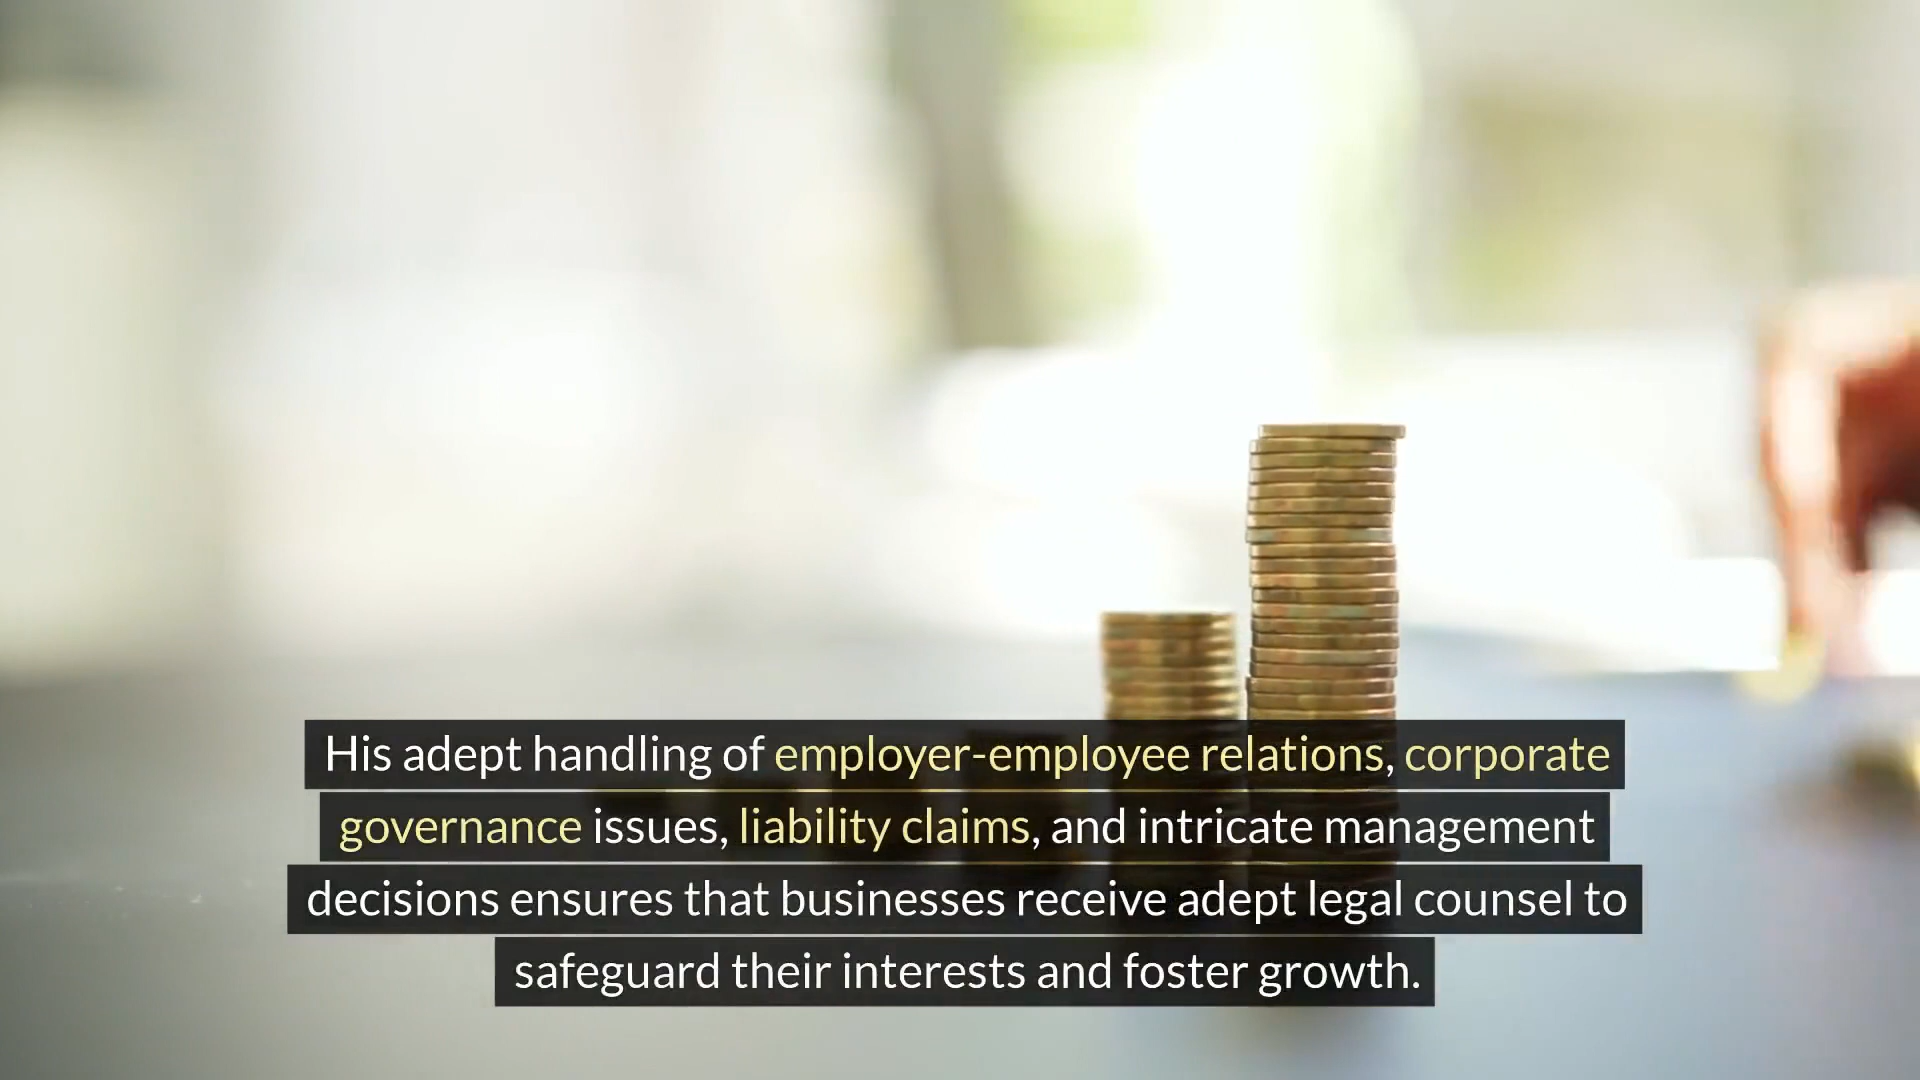 His adept handling of employer-employee relations, corporate
governance issues, liability claims, and intricate management
decisions ensures that businesses receive adept legal counsel to
safeguard their interests and foster growth.